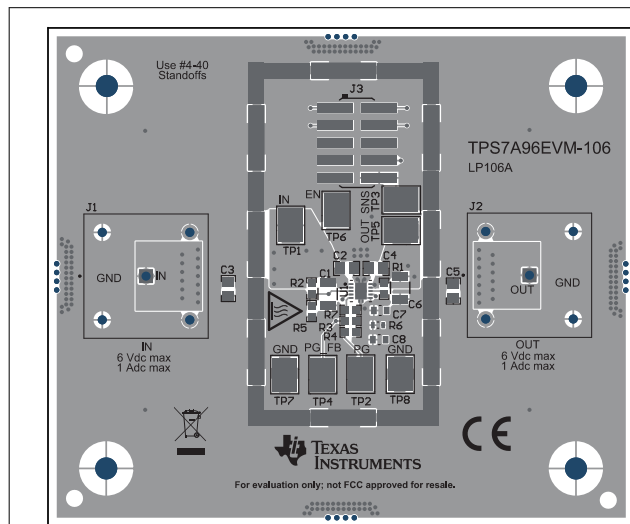 Use #4-40
Standoffs
J3
TPS7A96EVM-106
LP106A
IN
EN
OUT SNS
TP3
TP5
TP1
TP6
J1
J2
GND
IN
C3
C2
C4
R1
R2
C1
C5
OUT
GND
C6
R5
R7
R3
R4
C7
R6
C8
IN
6 Vdc max
1 Adc max
OUT
6 Vdc max
1 Adc max
GND
PG FB
PG
GND
TP7
TP4
TP2
TP8
CE
TEXAS
INSTRUMENTS
For evaluation only; not FCC approved for resale.